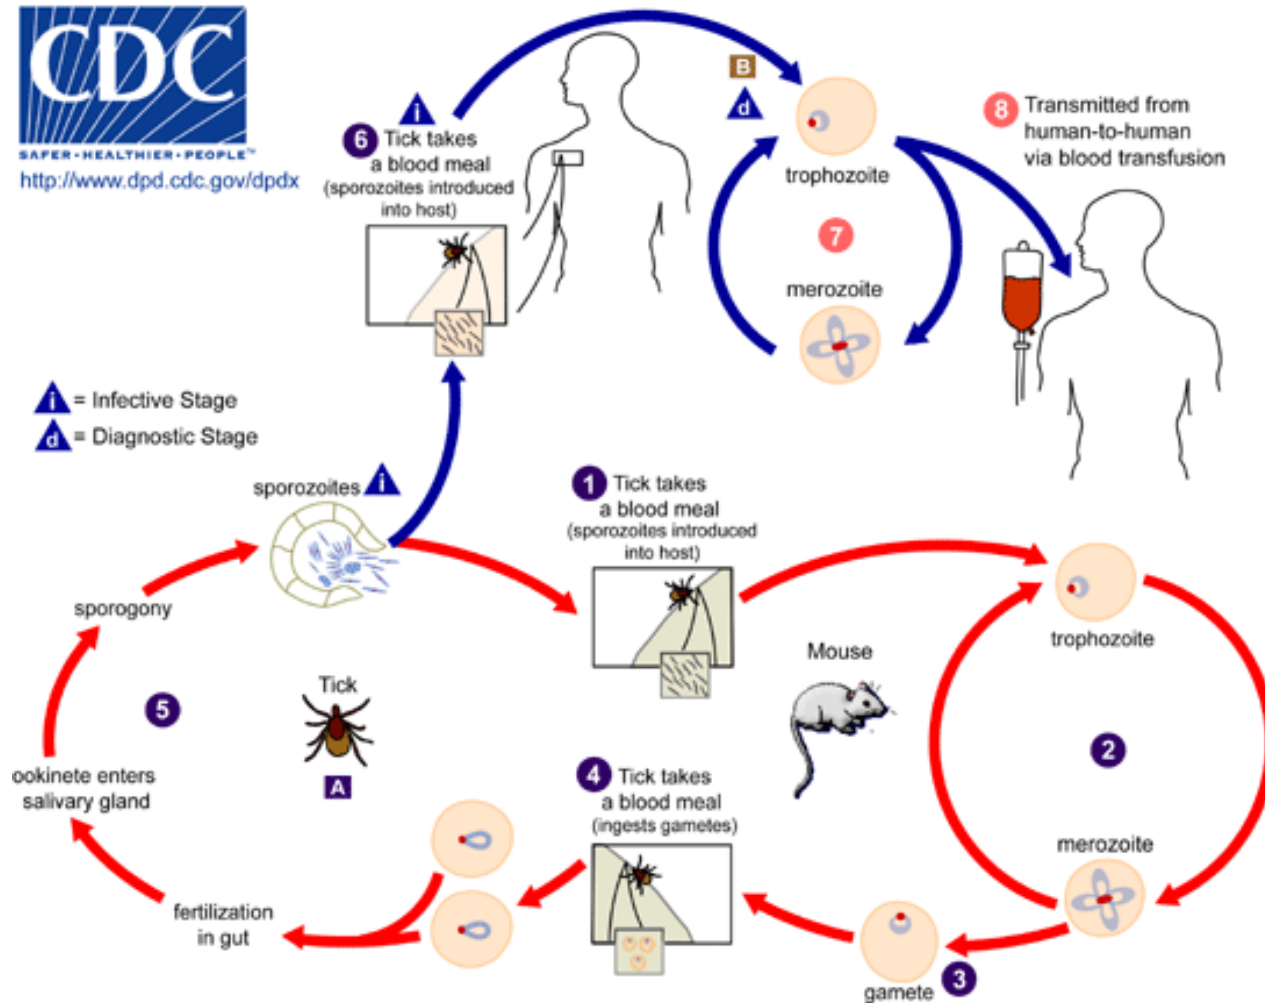 CDC
SAFER•HEALTHIER•PEOPLE™
http://www.dpd.cdc.gov/dpdx
i
6 Tick takes
a blood meal
(sporozoites introduced
into host)
B
d
trophozoite
7
merozoite
8 Transmitted from
human-to-human
via blood transfusion
i = Infective Stage
d = Diagnostic Stage
sporozoites i
1 Tick takes
a blood meal
(sporozoites introduced
into host)
trophozoite
sporogony
Mouse
Tick
5
2
A
ookinete enters
salivary gland
4 Tick takes
a blood meal
(ingests gametes)
merozoite
fertilization
in gut
gamete 3